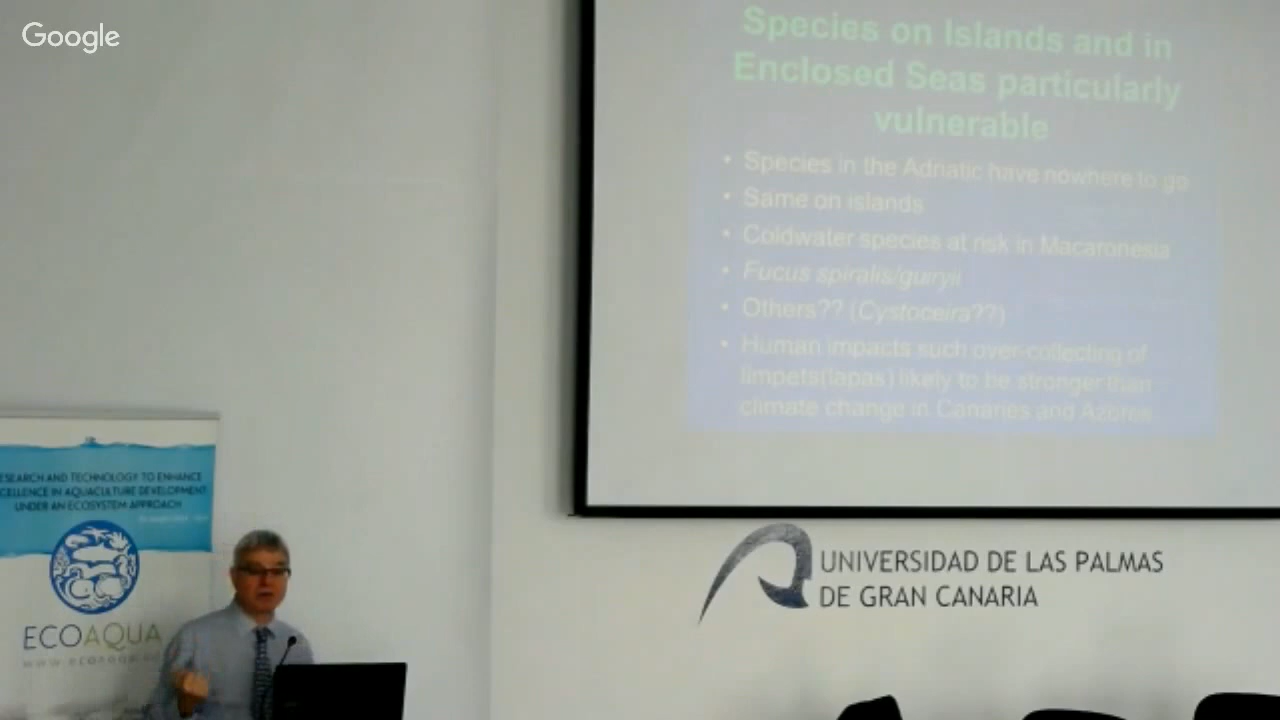 Google
Species on Islands and in
Enclosed Seas particularly
vulnerable
• Species in the Adriatic have nowhere to go
• Same on islands
• Coldwater species at risk in Macaronesia
• Fucus spiralis/guiryii
• Others?? (Cystoceira??)
• Human impacts such over-collecting of
limpets(lapas) likely to be stronger than
climate change in Canaries and Azores
ESEARCH AND TECHNOLOGY TO ENHANCE
CELLENCE IN AQUACULTURE DEVELOPMENT
UNDER AN ECOSYSTEM APPROACH
ECOAQUA
UNIVERSIDAD DE LAS PALMAS
DE GRAN CANARIA